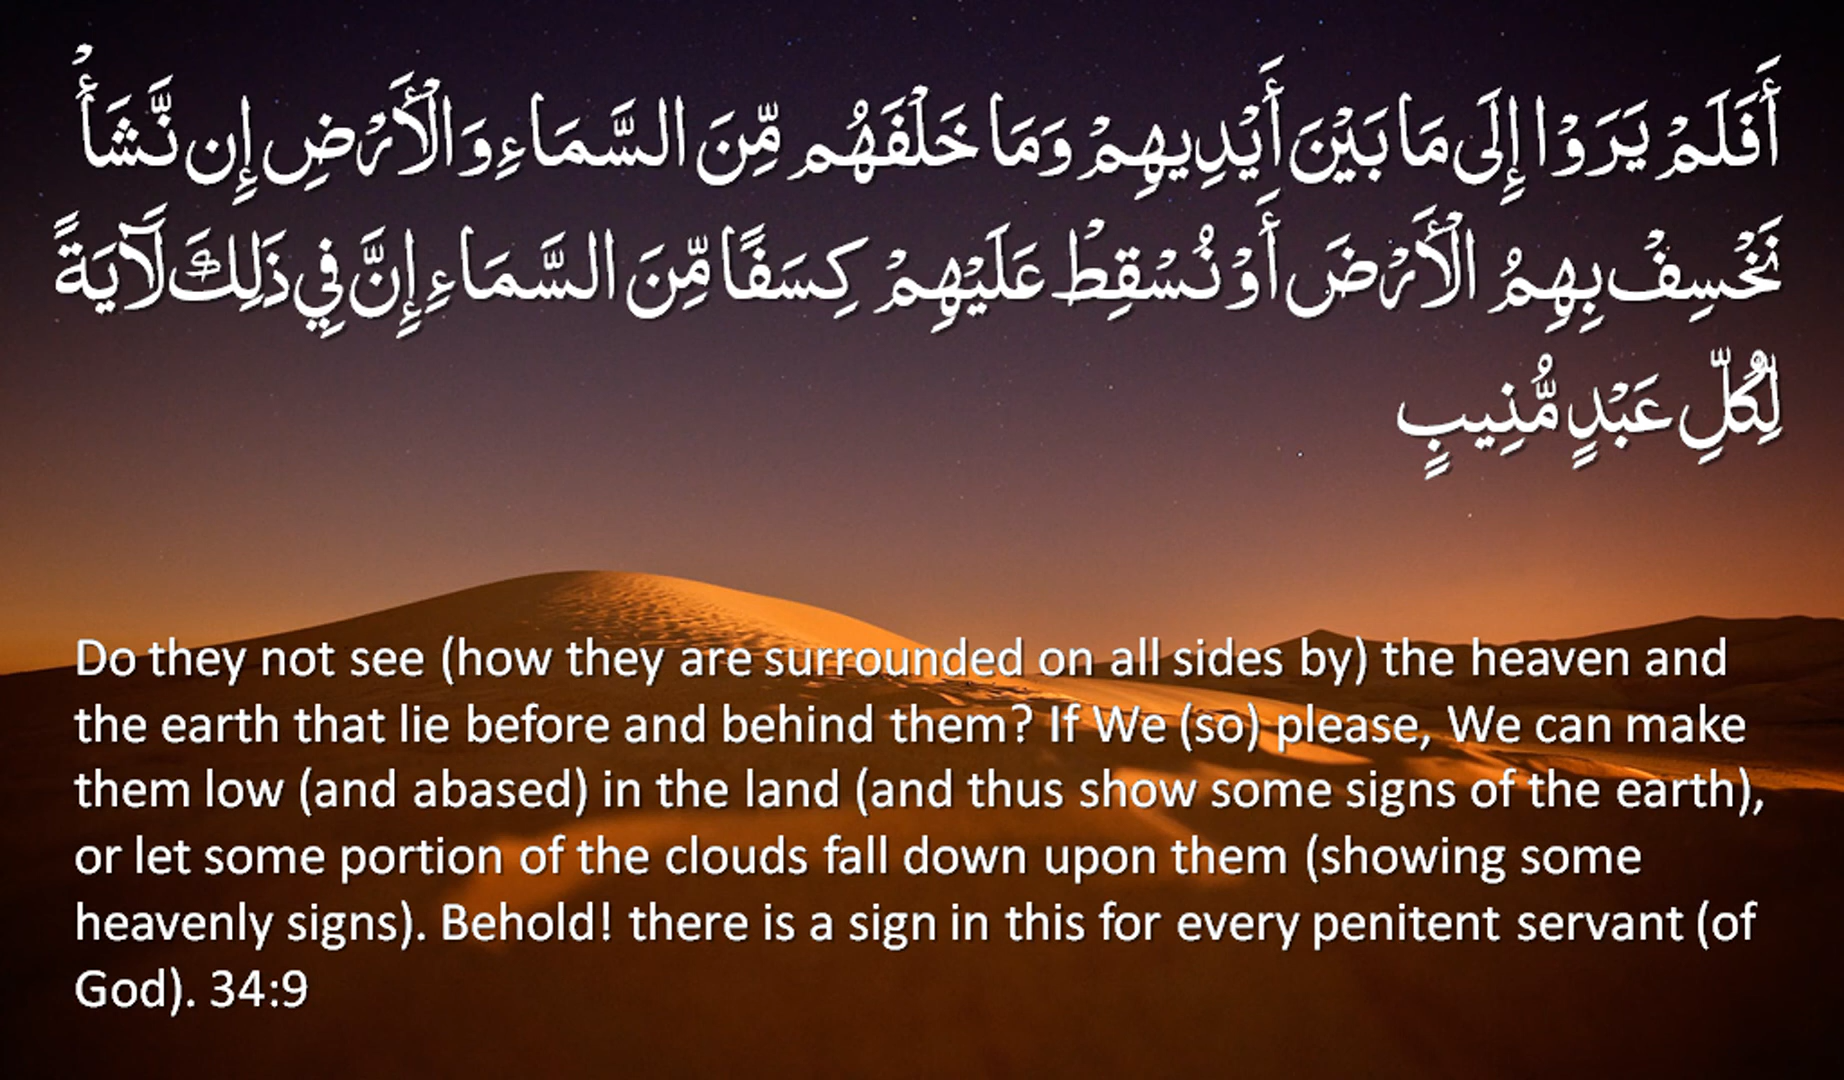 أَفَلَمْ يَرَوْا إِلَى مَا بَيْنَ أَيْدِيهِمْ وَمَا خَلْفَهُم مِّنَ السَّمَاءِ وَالْأَرْضِ إِن نَّشَأْ
نَخْسِفْ بِهِمُ الْأَرْضَ أَوْ نُسْقِطْ عَلَيْهِمْ كِسَفًا مِّنَ السَّمَاءِ إِنَّ فِي ذَلِكَ لَآيَةً
لِكُلِّ عَبْدٍ مُّنِيبٍ
Do they not see (how they are surrounded on all sides by) the heaven and
the earth that lie before and behind them? If We (so) please, We can make
them low (and abased) in the land (and thus show some signs of the earth),
or let some portion of the clouds fall down upon them (showing some
heavenly signs). Behold! there is a sign in this for every penitent servant (of
God). 34:9